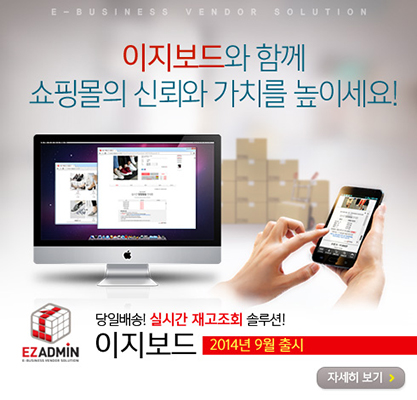 E-BUSINESS VENDOR SOLUTION
이지보드와 함께
쇼핑몰의 신뢰와 가치를 높이세요!
당일배송! 실시간 재고조회 솔루션!
이지보드 2014년 9월 출시
EZADMIN
E-BUSINESS VENDOR SOLUTION
자세히 보기 >